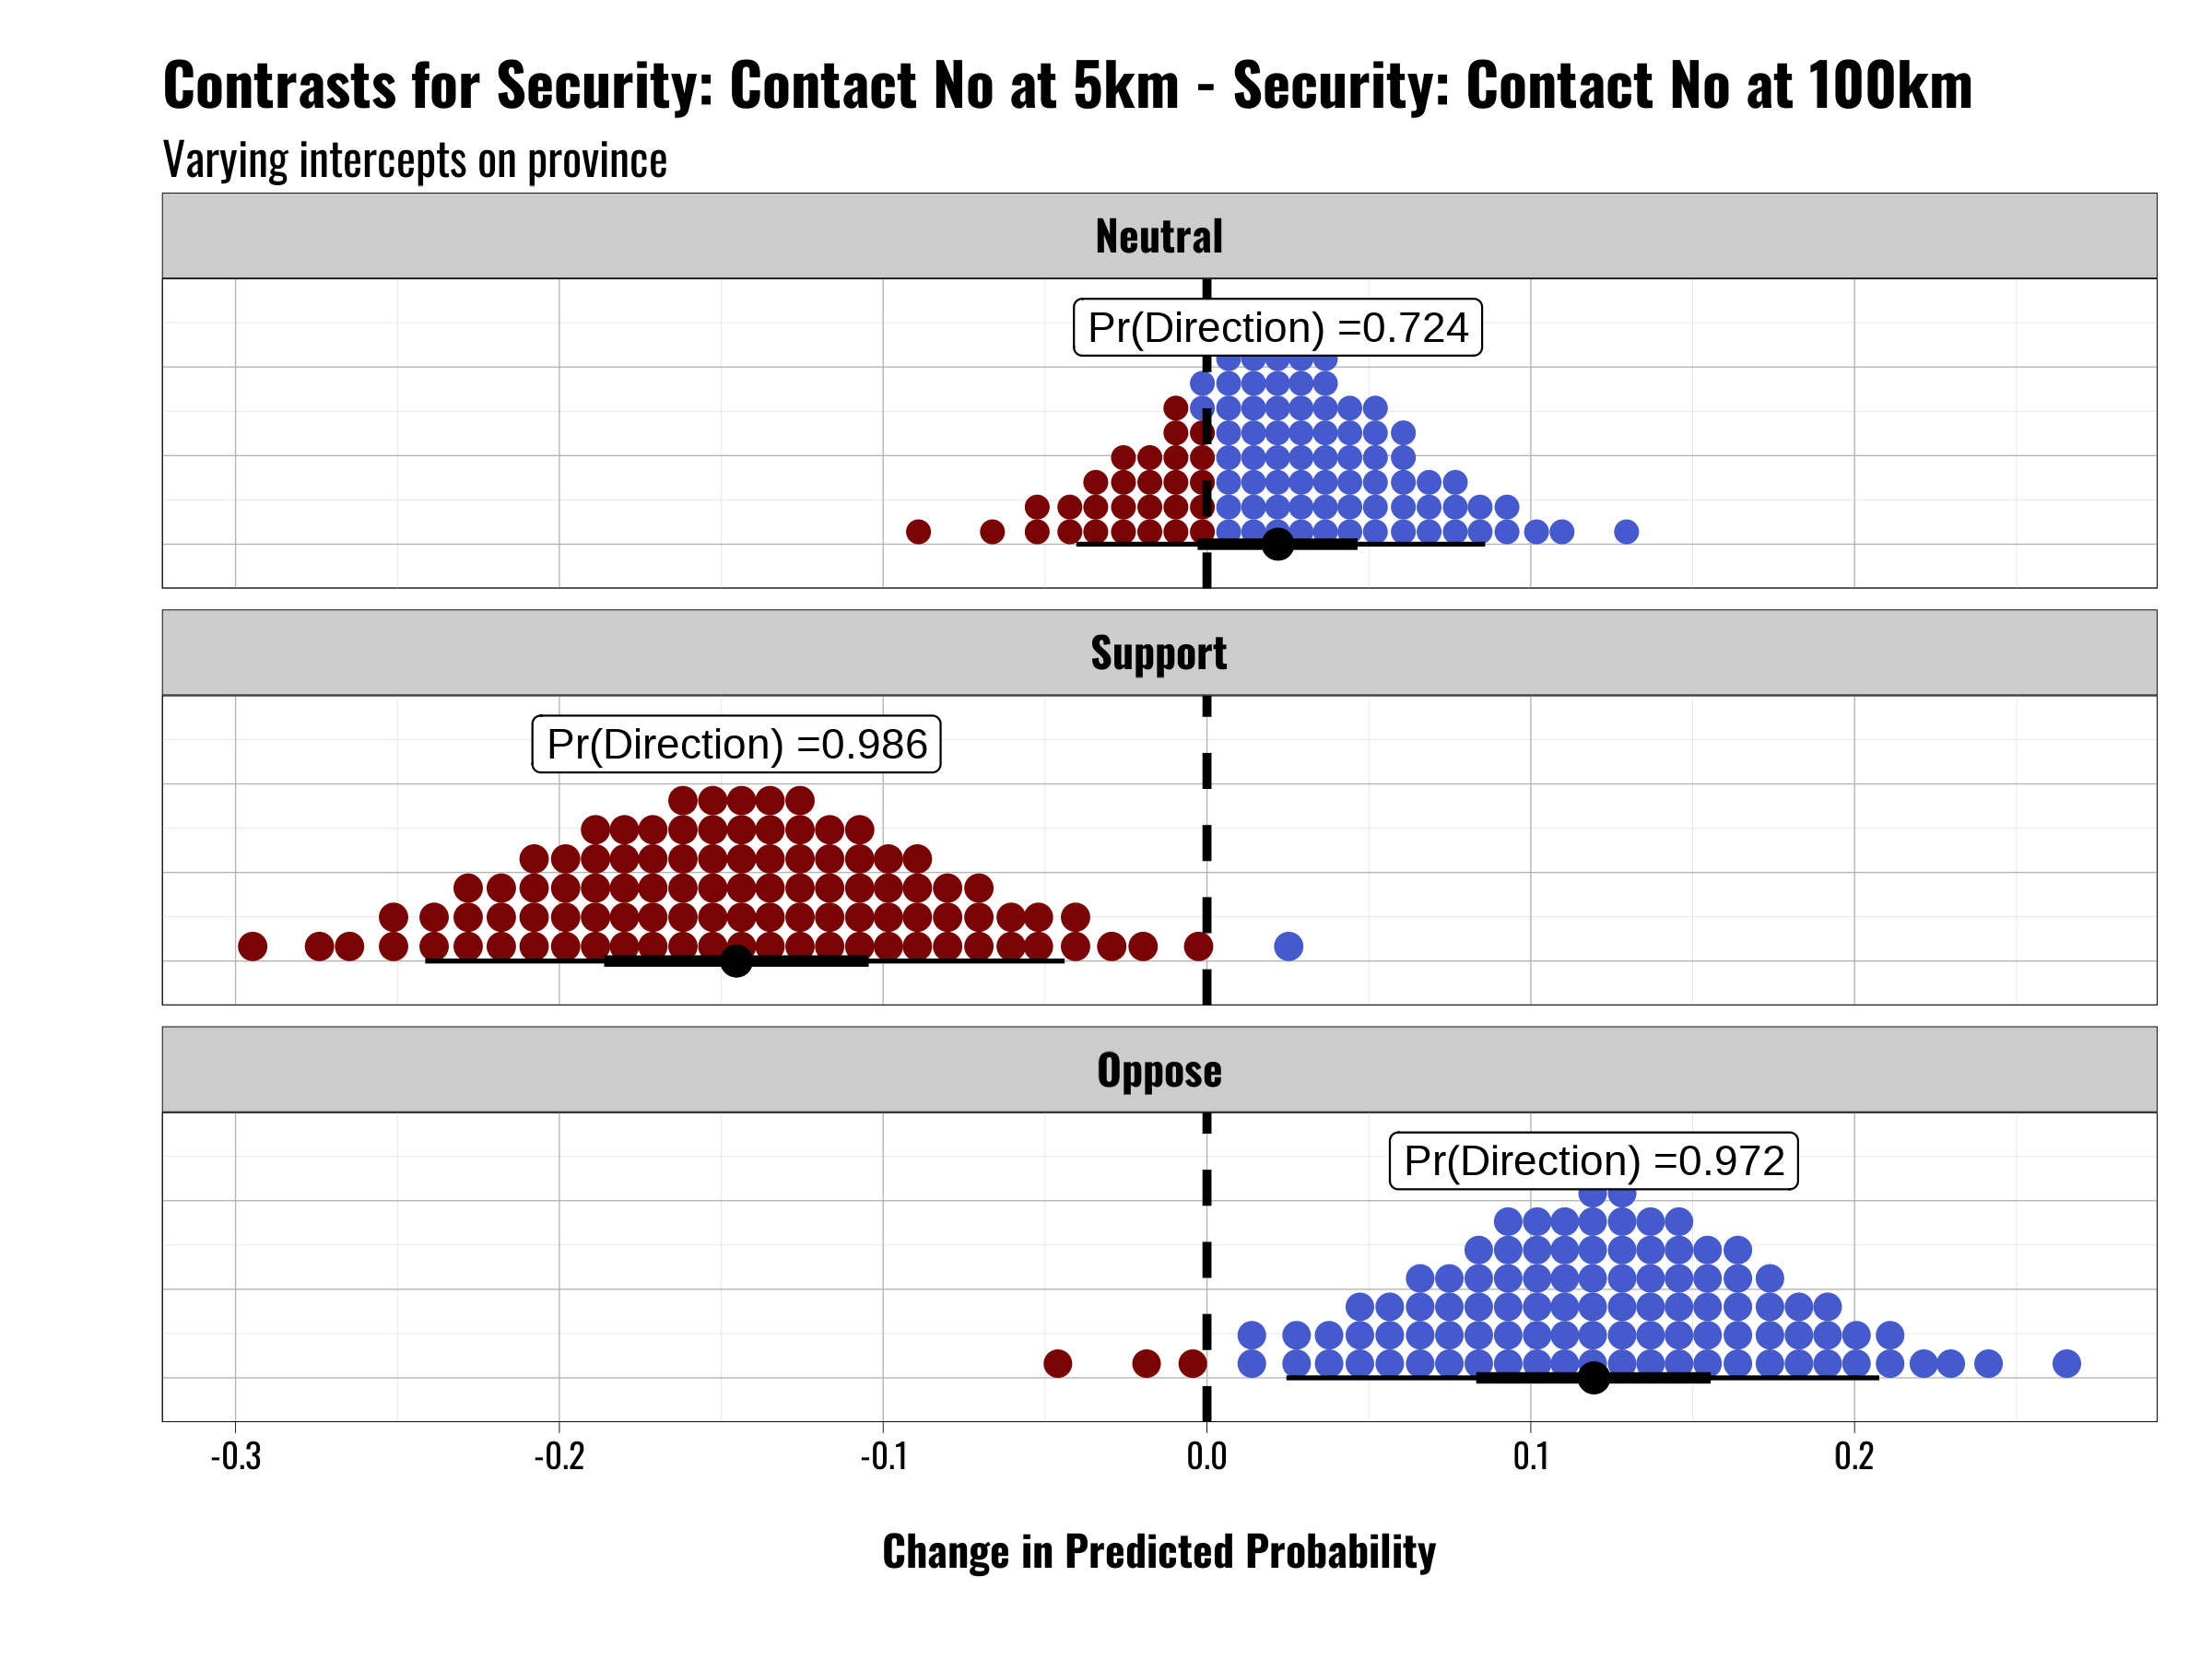 Contrasts for Security: Contact No at 5km - Security: Contact No at 100km
Varying intercepts on province
Neutral
Pr(Direction) =0.724
Support
Pr(Direction) =0.986
Oppose
Pr(Direction) =0.972
-0.3 -0.2 -0.1 0.0 0.1 0.2
Change in Predicted Probability